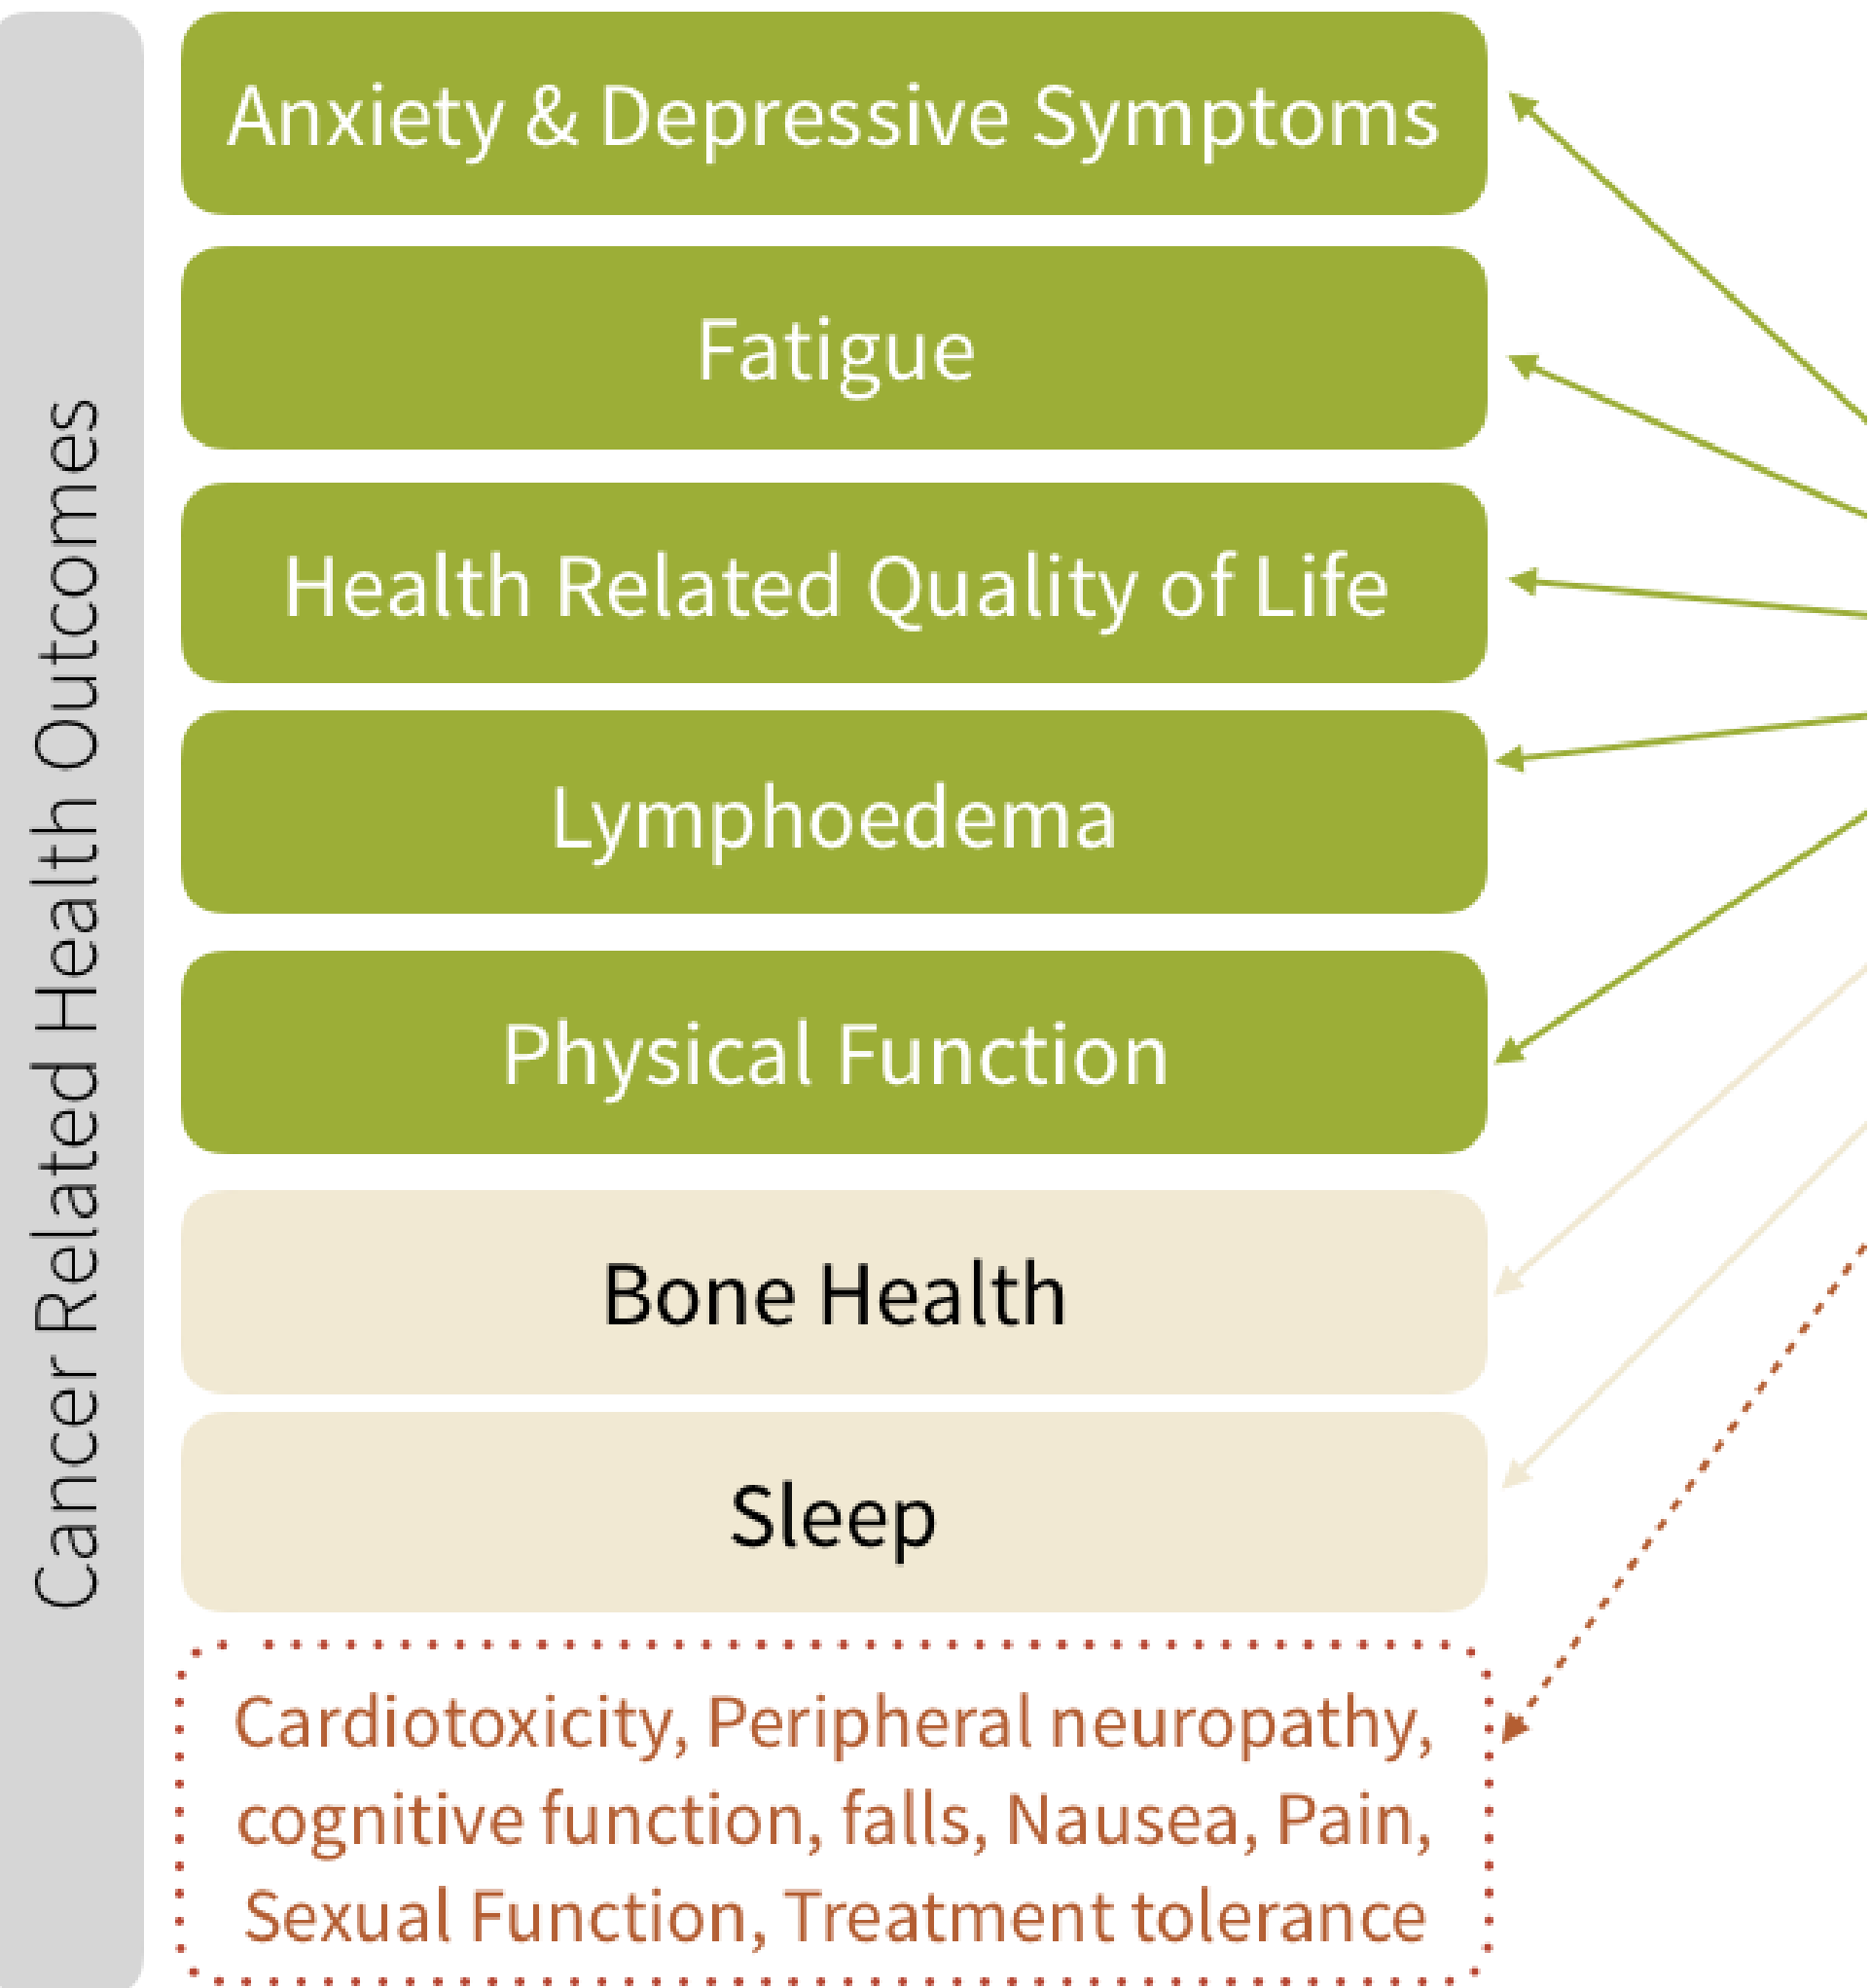 Cancer Related Health Outcomes
Anxiety & Depressive Symptoms
Fatigue
Health Related Quality of Life
Lymphoedema
Physical Function
Bone Health
Sleep
Cardiotoxicity, Peripheral neuropathy,
cognitive function, falls, Nausea, Pain,
Sexual Function, Treatment tolerance